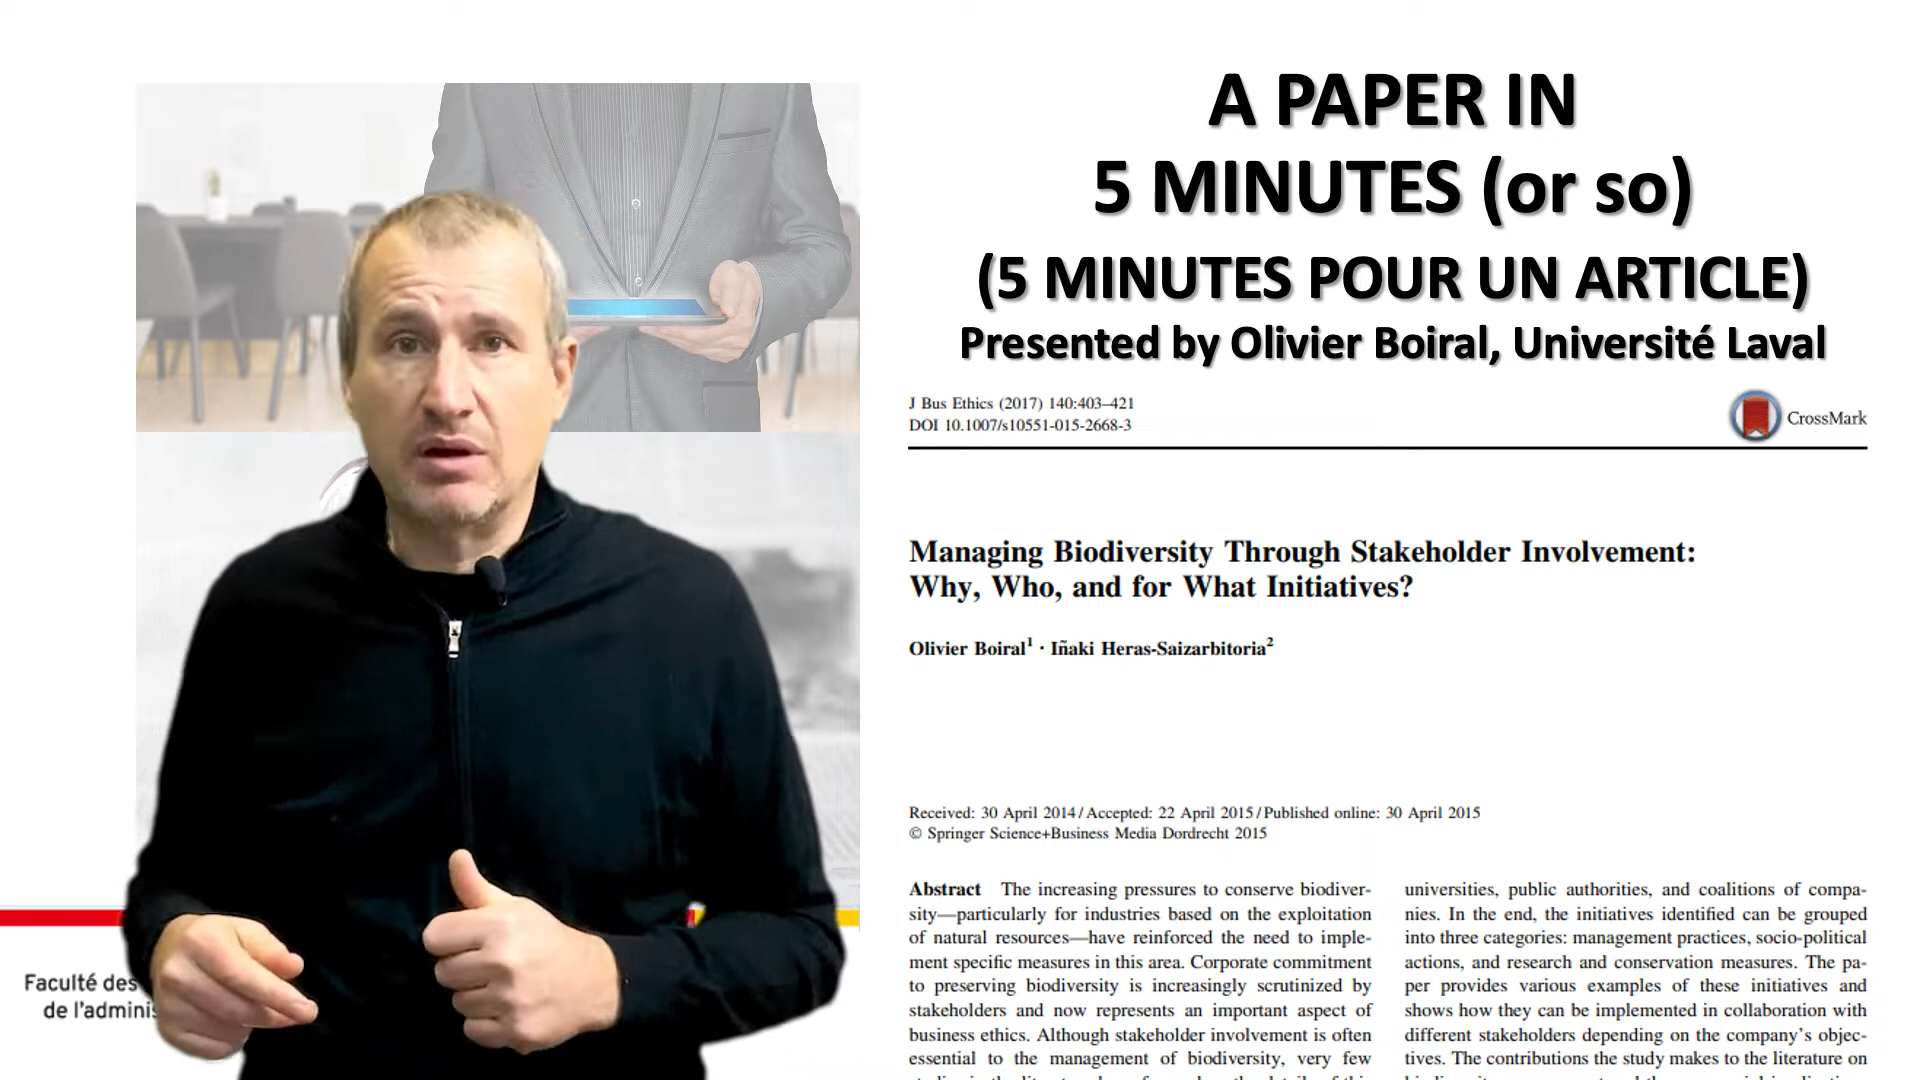 A PAPER IN
5 MINUTES (or so)
(5 MINUTES POUR UN ARTICLE)
Presented by Olivier Boiral, Université Laval
J Bus Ethics (2017) 140:403–421
DOI 10.1007/s10551-015-2668-3
CrossMark
Managing Biodiversity Through Stakeholder Involvement:
Why, Who, and for What Initiatives?
Olivier Boiral1 · Iñaki Heras-Saizarbitoria2
Received: 30 April 2014 / Accepted: 22 April 2015 / Published online: 30 April 2015
© Springer Science+Business Media Dordrecht 2015
Abstract The increasing pressures to conserve biodiver-
sity—particularly for industries based on the exploitation
of natural resources—have reinforced the need to imple-
ment specific measures in this area. Corporate commitment
to preserving biodiversity is increasingly scrutinized by
stakeholders and now represents an important aspect of
business ethics. Although stakeholder involvement is often
essential to the management of biodiversity, very few
universities, public authorities, and coalitions of compa-
nies. In the end, the initiatives identified can be grouped
into three categories: management practices, socio-political
actions, and research and conservation measures. The pa-
per provides various examples of these initiatives and
shows how they can be implemented in collaboration with
different stakeholders depending on the company's objec-
tives. The contributions the study makes to the literature on
Faculté des
de l'adminis